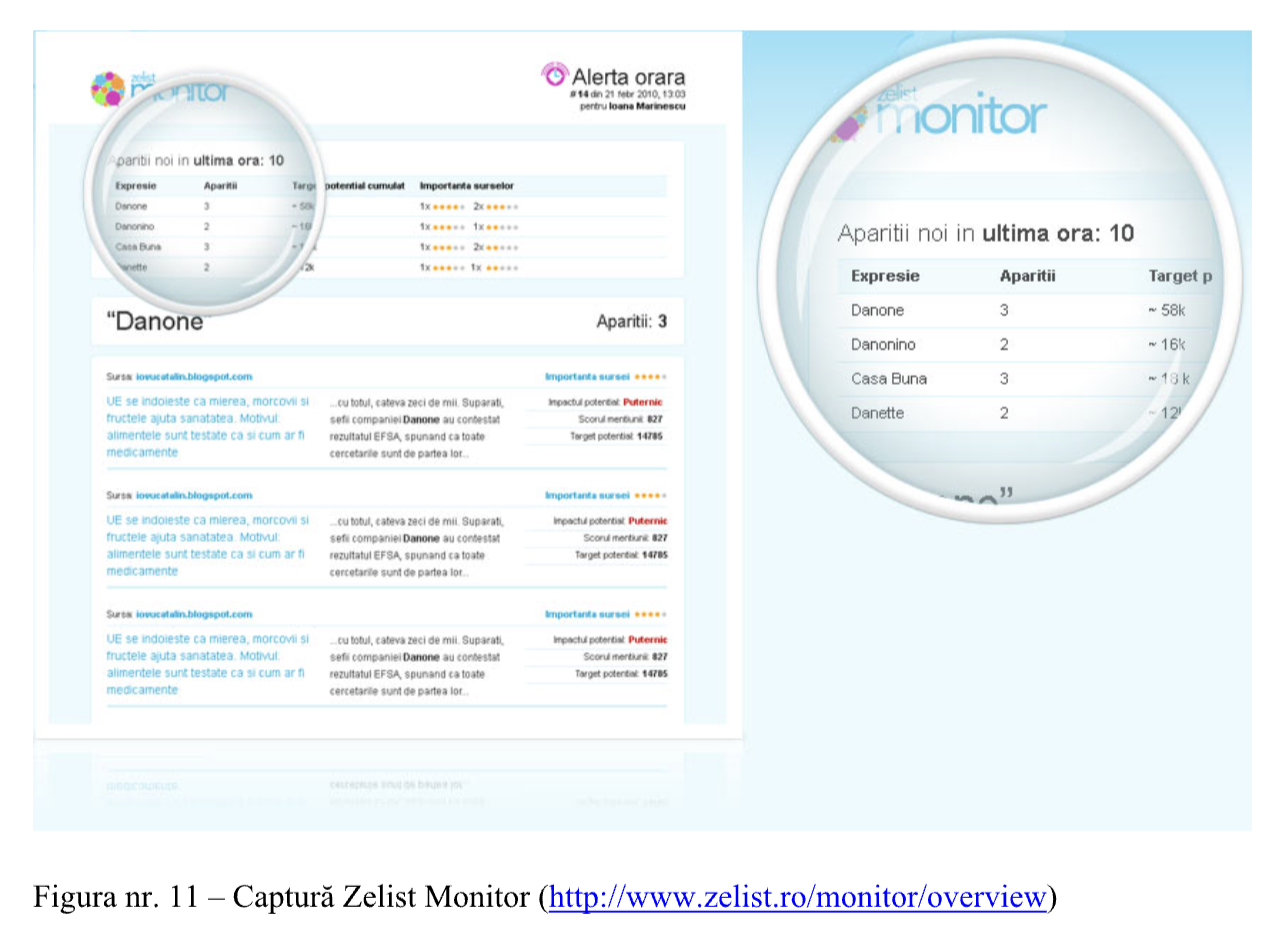 zelist
monitor
Alerta orara
# 14 din 21 febr 2010, 13:03
pentru Ioana Marinescu
Aparitii noi in ultima ora: 10
Expresie Aparitii Targe potential cumulat Importanta surselor
Danone 3 ~ 58k 1x ★★★★★ 2x ★★★★★
Danonino 2 ~ 16 1x ★★★★★ 1x ★★★★★
Casa Buna 3 1x ★★★★★ 2x ★★★★★
Danette 2 1x ★★★★★ 1x ★★★★★
“Danone” Aparitii: 3
Sursa: iovucatalin.blogspot.com Importanta sursei ★★★★★
UE se indoieste ca mierea, morcovii si ...cu totul, cateva zeci de mii. Suparati, Impactul potential: Puternic
fructele ajuta sanatatea. Motivul: sefii companiei Danone au contestat Scorul mentiunii: 827
alimentele sunt testate ca si cum ar fi rezultatul EFSA, spunand ca toate Target potential: 14785
medicamente cercetarile sunt de partea lor...
Sursa: iovucatalin.blogspot.com Importanta sursei ★★★★★
UE se indoieste ca mierea, morcovii si ...cu totul, cateva zeci de mii. Suparati, Impactul potential: Puternic
fructele ajuta sanatatea. Motivul: sefii companiei Danone au contestat Scorul mentiunii: 827
alimentele sunt testate ca si cum ar fi rezultatul EFSA, spunand ca toate Target potential: 14785
medicamente cercetarile sunt de partea lor...
Sursa: iovucatalin.blogspot.com Importanta sursei ★★★★★
UE se indoieste ca mierea, morcovii si ...cu totul, cateva zeci de mii. Suparati, Impactul potential: Puternic
fructele ajuta sanatatea. Motivul: sefii companiei Danone au contestat Scorul mentiunii: 827
alimentele sunt testate ca si cum ar fi rezultatul EFSA, spunand ca toate Target potential: 14785
medicamente cercetarile sunt de partea lor...
zelist
monitor
Aparitii noi in ultima ora: 10
Expresie Aparitii Target p
Danone 3 ~ 58k
Danonino 2 ~ 16k
Casa Buna 3 ~ 18 k
Danette 2 ~ 12k
Figura nr. 11 – Captură Zelist Monitor (http://www.zelist.ro/monitor/overview)